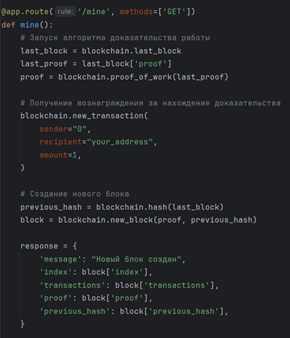 @app.route(rule: '/mine', methods=['GET'])
def mine():
    # Запуск алгоритма доказательства работы
    last_block = blockchain.last_block
    last_proof = last_block['proof']
    proof = blockchain.proof_of_work(last_proof)

    # Получение вознаграждения за нахождение доказательства
    blockchain.new_transaction(
        sender="0",
        recipient="your_address",
        amount=1,
    )

    # Создание нового блока
    previous_hash = blockchain.hash(last_block)
    block = blockchain.new_block(proof, previous_hash)

    response = {
        'message': "Новый блок создан",
        'index': block['index'],
        'transactions': block['transactions'],
        'proof': block['proof'],
        'previous_hash': block['previous_hash'],
    }